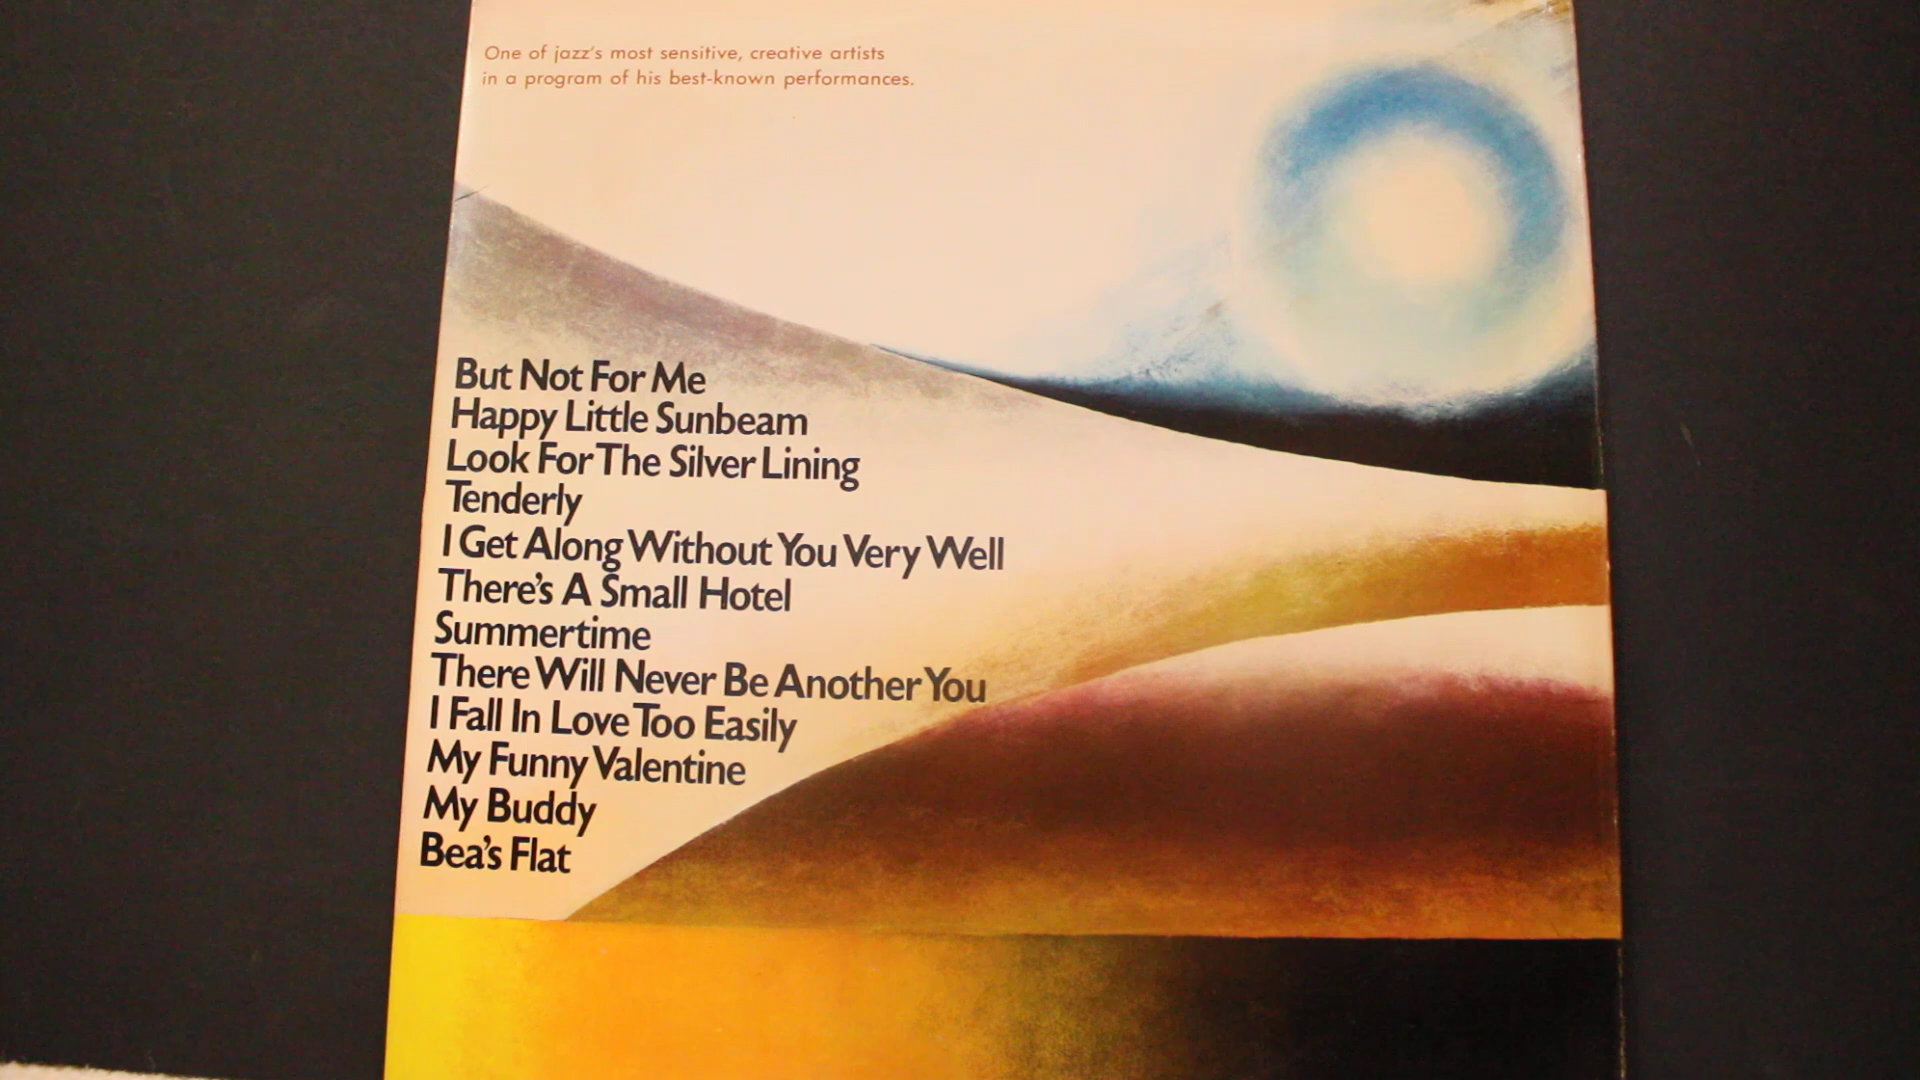 One of jazz's most sensitive, creative artists
in a program of his best-known performances.
But Not For Me
Happy Little Sunbeam
Look For The Silver Lining
Tenderly
I Get Along Without You Very Well
There's A Small Hotel
Summertime
There Will Never Be Another You
I Fall In Love Too Easily
My Funny Valentine
My Buddy
Bea's Flat